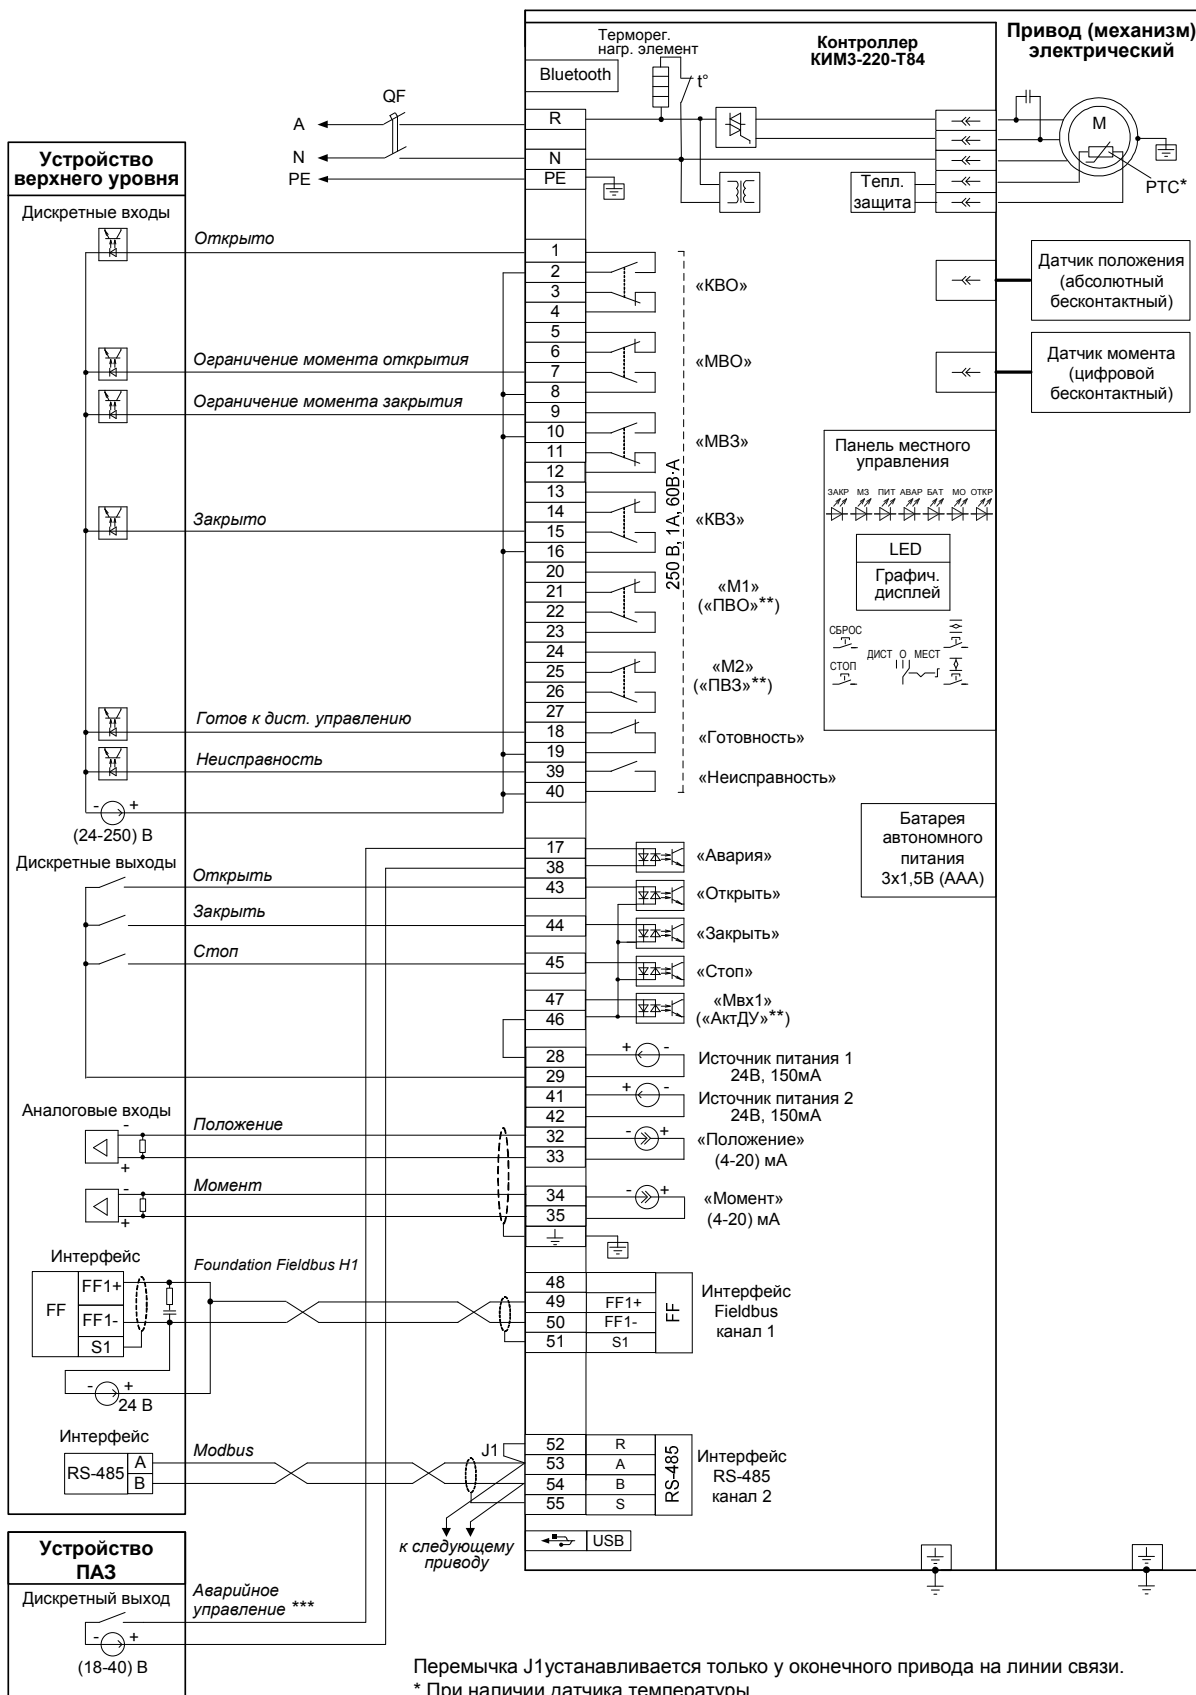 Привод (механизм)
электрический
Контроллер
КИМ3-220-Т84
Терморег.
нагр. элемент
t°
Bluetooth
QF
A
N
PE
R
N
PE
M
РТС*
Тепл.
защита
Устройство
верхнего уровня
Дискретные входы
Открыто
Ограничение момента открытия
Ограничение момента закрытия
Закрыто
Готов к дист. управлению
Неисправность
- +
(24-250) В
1
2
3
4
«КВО»
5
6
7
8
«МВО»
9
10
11
12
«МВЗ»
13
14
15
16
«КВЗ»
20
21
22
23
«М1»
(«ПВО»**)
24
25
26
27
«М2»
(«ПВЗ»**)
18
19
«Готовность»
39
40
«Неисправность»
250 В, 1А, 60В·А
Датчик положения
(абсолютный
бесконтактный)
Датчик момента
(цифровой
бесконтактный)
Панель местного
управления
ЗАКР МЗ ПИТ АВАР БАТ МО ОТКР
LED
Графич.
дисплей
СБРОС
СТОП
ДИСТ О МЕСТ
Батарея
автономного
питания
3х1,5В (ААА)
Дискретные выходы
Открыть
Закрыть
Стоп
17
38
«Авария»
43
«Открыть»
44
«Закрыть»
45
«Стоп»
47
46
«Мвх1»
(«АктДУ»**)
28
29
+ -
Источник питания 1
24В, 150мА
41
42
+ -
Источник питания 2
24В, 150мА
Аналоговые входы
-
+
Положение
32
33
- +
«Положение»
(4-20) мА
-
+
Момент
34
35
- +
«Момент»
(4-20) мА
Интерфейс
FF
FF1+
FF1-
S1
- +
24 В
Foundation Fieldbus H1
48
49 FF1+
50 FF1-
51 S1
FF
Интерфейс
Fieldbus
канал 1
Интерфейс
RS-485
A
B
Modbus
J1
52 R
53 A
54 B
55 S
RS-485
Интерфейс
RS-485
канал 2
USB
к следующему
приводу
Устройство
ПАЗ
Дискретный выход
Аварийное
управление ***
- +
(18-40) В
Перемычка J1устанавливается только у оконечного привода на линии связи.
* При наличии датчика температуры